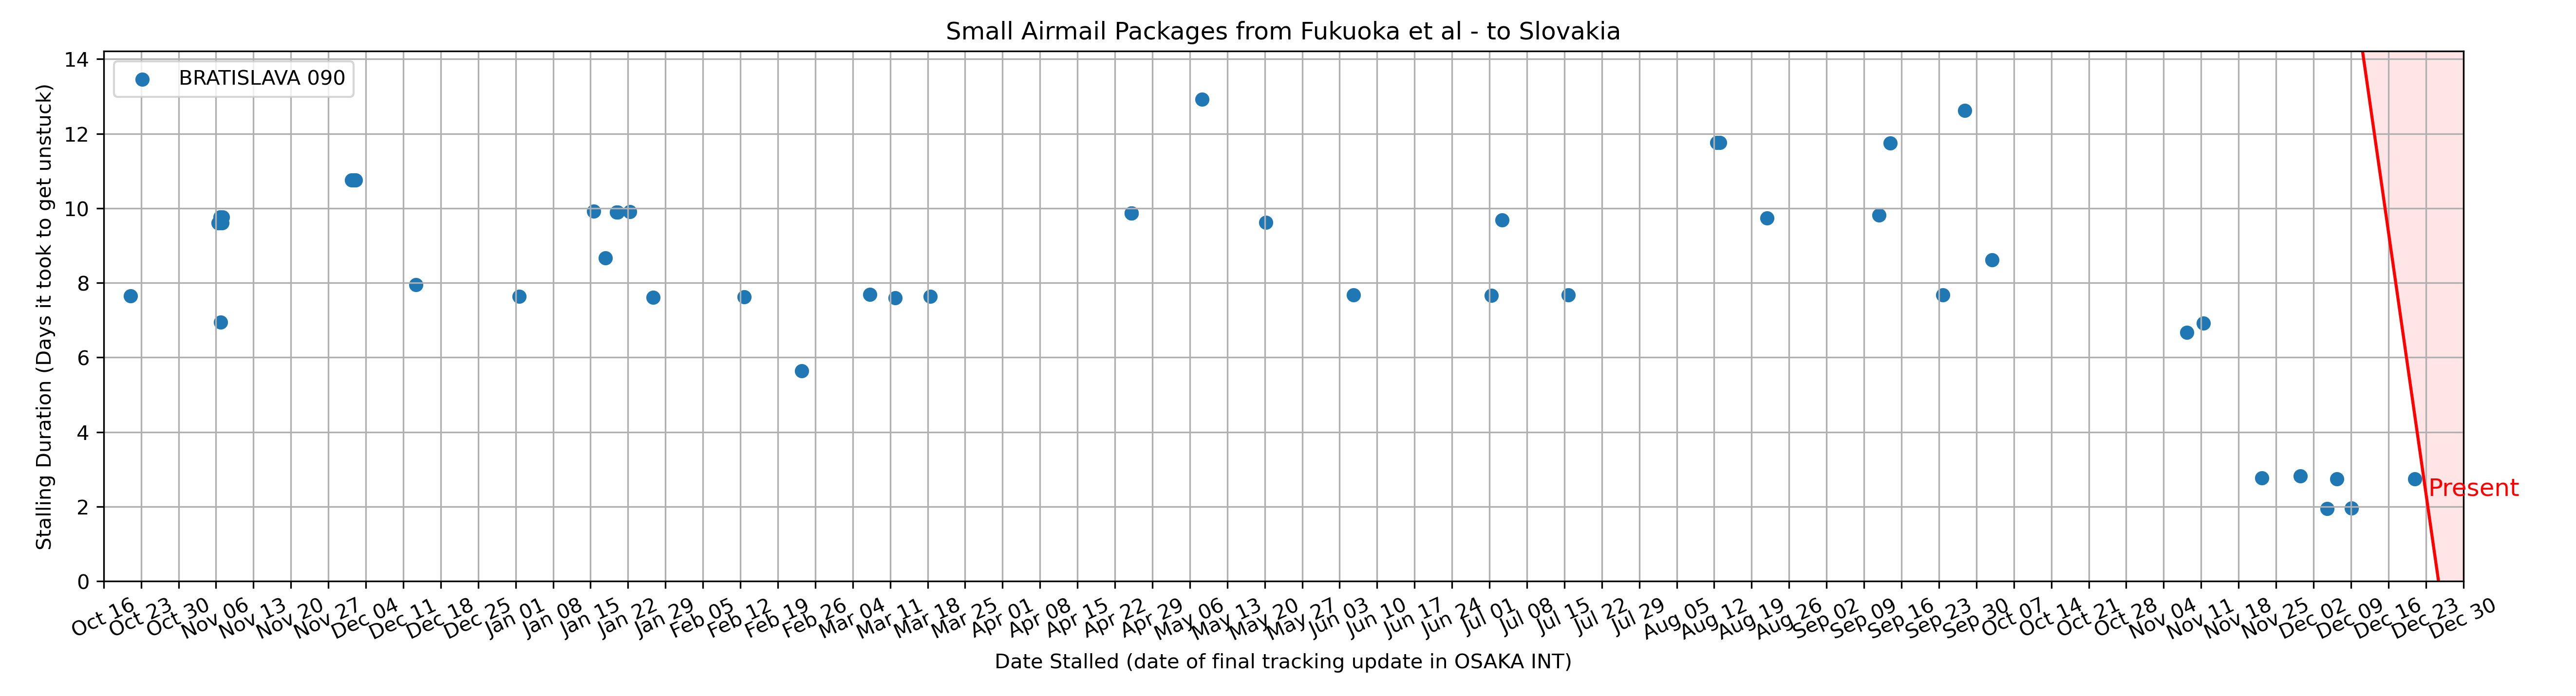 Small Airmail Packages from Fukuoka et al - to Slovakia
BRATISLAVA 090
Stalling Duration (Days it took to get unstuck)
14
12
10
8
6
4
2
0
Present
Oct 16
Oct 23
Oct 30
Nov 06
Nov 13
Nov 20
Nov 27
Dec 04
Dec 11
Dec 18
Dec 25
Jan 01
Jan 08
Jan 15
Jan 22
Jan 29
Feb 05
Feb 12
Feb 19
Feb 26
Mar 04
Mar 11
Mar 18
Mar 25
Apr 01
Apr 08
Apr 15
Apr 22
Apr 29
May 06
May 13
May 20
May 27
Jun 03
Jun 10
Jun 17
Jun 24
Jul 01
Jul 08
Jul 15
Jul 22
Jul 29
Aug 05
Aug 12
Aug 19
Aug 26
Sep 02
Sep 09
Sep 16
Sep 23
Sep 30
Oct 07
Oct 14
Oct 21
Oct 28
Nov 04
Nov 11
Nov 18
Nov 25
Dec 02
Dec 09
Dec 16
Dec 23
Dec 30
Date Stalled (date of final tracking update in OSAKA INT)